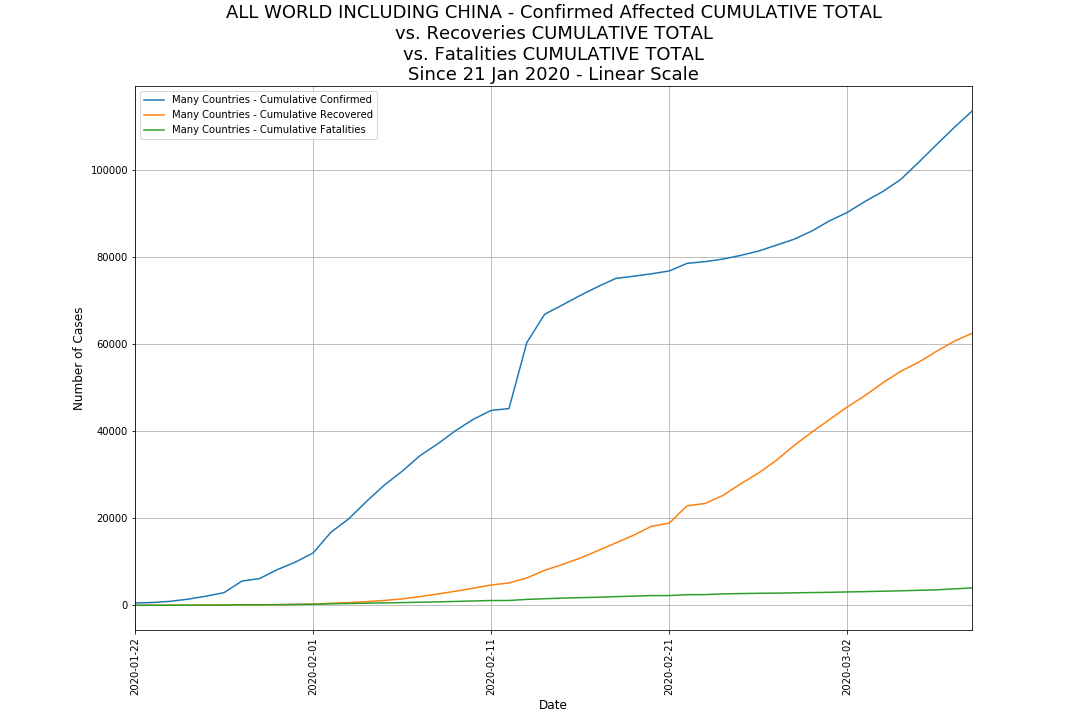 ALL WORLD INCLUDING CHINA - Confirmed Affected CUMULATIVE TOTAL
vs. Recoveries CUMULATIVE TOTAL
vs. Fatalities CUMULATIVE TOTAL
Since 21 Jan 2020 - Linear Scale
Many Countries - Cumulative Confirmed
Many Countries - Cumulative Recovered
Many Countries - Cumulative Fatalities
Number of Cases
100000
80000
60000
40000
20000
0
2020-01-22
2020-02-01
2020-02-11
2020-02-21
2020-03-02
Date